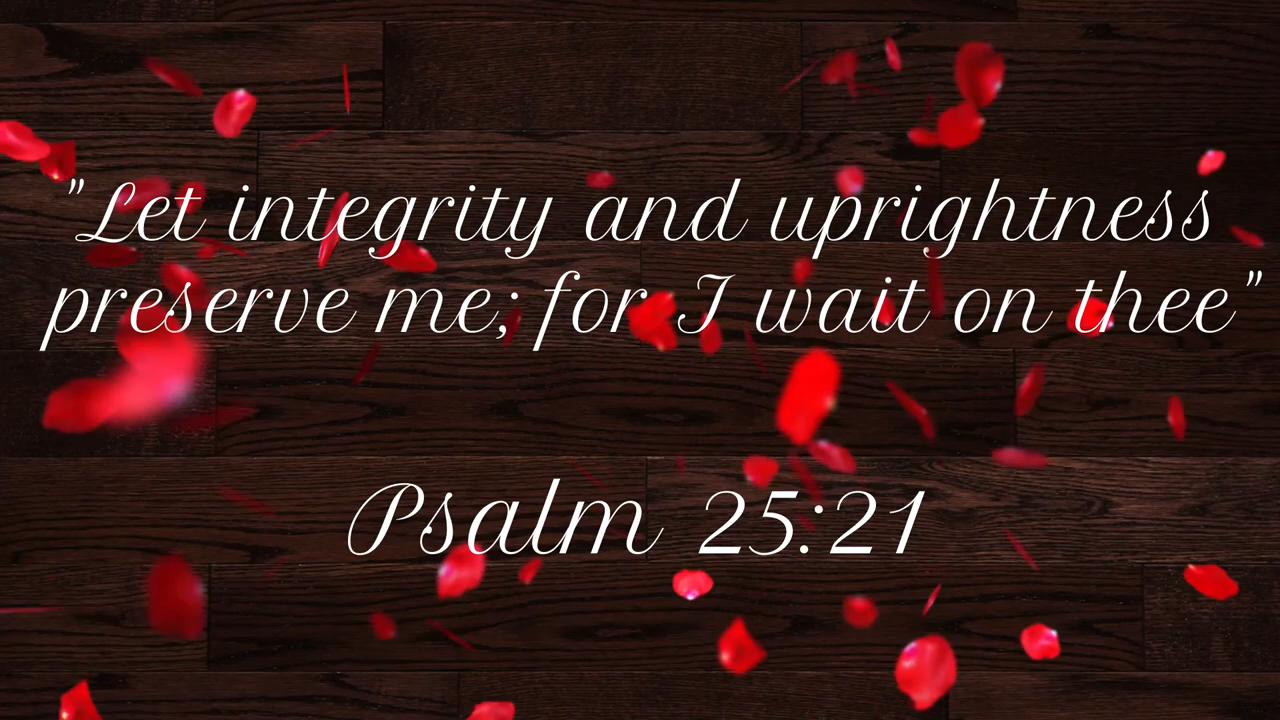 "Let integrity and uprightness
preserve me; for I wait on thee"
Psalm 25:21